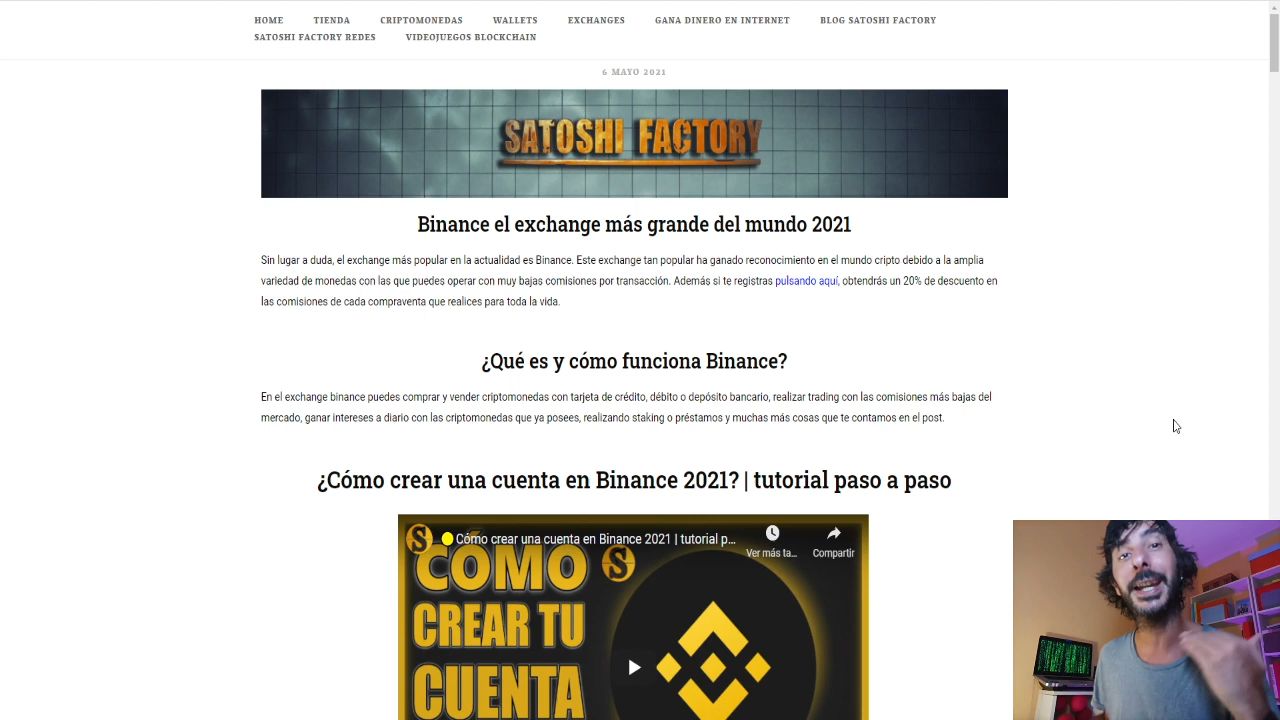 HOME TIENDA CRIPTOMONEDAS WALLETS EXCHANGES GANA DINERO EN INTERNET BLOG SATOSHI FACTORY
SATOSHI FACTORY REDES VIDEOJUEGOS BLOCKCHAIN
6 MAYO 2021
SATOSHI FACTORY
Binance el exchange más grande del mundo 2021
Sin lugar a duda, el exchange más popular en la actualidad es Binance. Este exchange tan popular ha ganado reconocimiento en el mundo cripto debido a la amplia
variedad de monedas con las que puedes operar con muy bajas comisiones por transacción. Además si te registras pulsando aquí, obtendrás un 20% de descuento en
las comisiones de cada compraventa que realices para toda la vida.
¿Qué es y cómo funciona Binance?
En el exchange binance puedes comprar y vender criptomonedas con tarjeta de crédito, débito o depósito bancario, realizar trading con las comisiones más bajas del
mercado, ganar intereses a diario con las criptomonedas que ya posees, realizando staking o préstamos y muchas más cosas que te contamos en el post.
¿Cómo crear una cuenta en Binance 2021? | tutorial paso a paso
Cómo crear una cuenta en Binance 2021 | tutorial p...
Ver más ta...
Compartir
CÓMO
CREAR TU
CUENTA